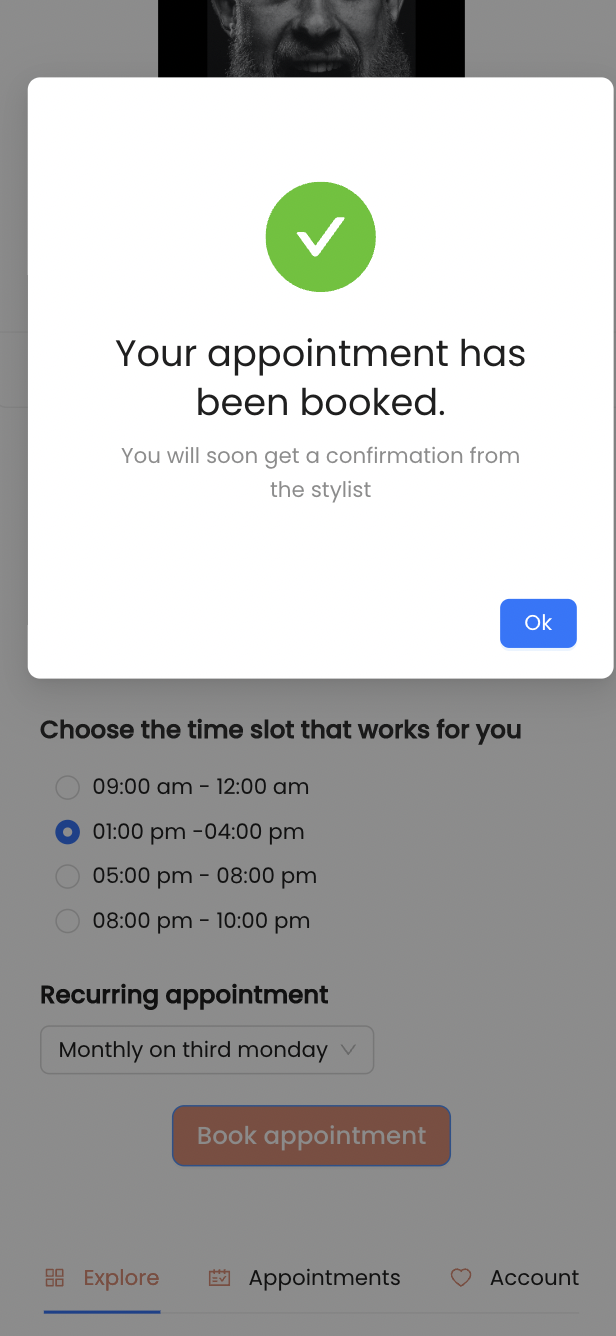 Your appointment has
been booked.
You will soon get a confirmation from
the stylist
Ok
Choose the time slot that works for you
09:00 am - 12:00 am
01:00 pm -04:00 pm
05:00 pm - 08:00 pm
08:00 pm - 10:00 pm
Recurring appointment
Monthly on third monday
Book appointment
Explore Appointments Account